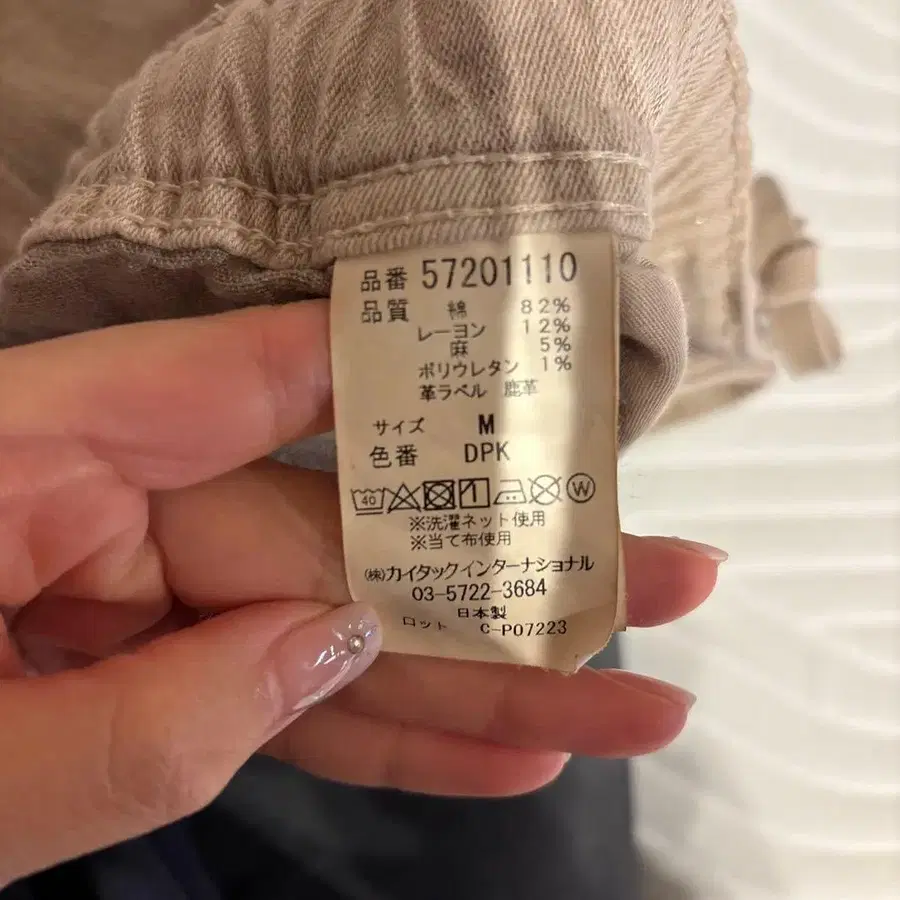 品番 57201110
品質 綿 82%
レーヨン 12%
麻 5%
ポリウレタン 1%
革ラベル 鹿革
サイズ M
色番 DPK
40 1 W
※洗濯ネット使用
※当て布使用
(株)カイタックインターナショナル
03-5722-3684
日本製
ロット C-P07223